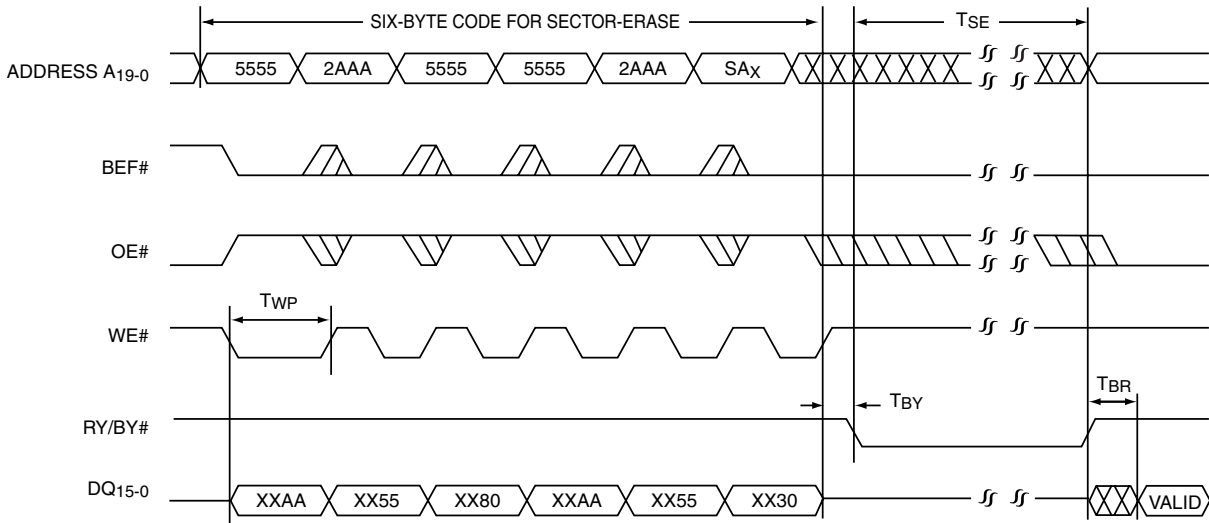 SIX-BYTE CODE FOR SECTOR-ERASE TSE
ADDRESS A19-0 5555 2AAA 5555 5555 2AAA SAX
BEF#
OE#
TWP
WE#
TBR
TBY
RY/BY#
DQ15-0 XXAA XX55 XX80 XXAA XX55 XX30 VALID